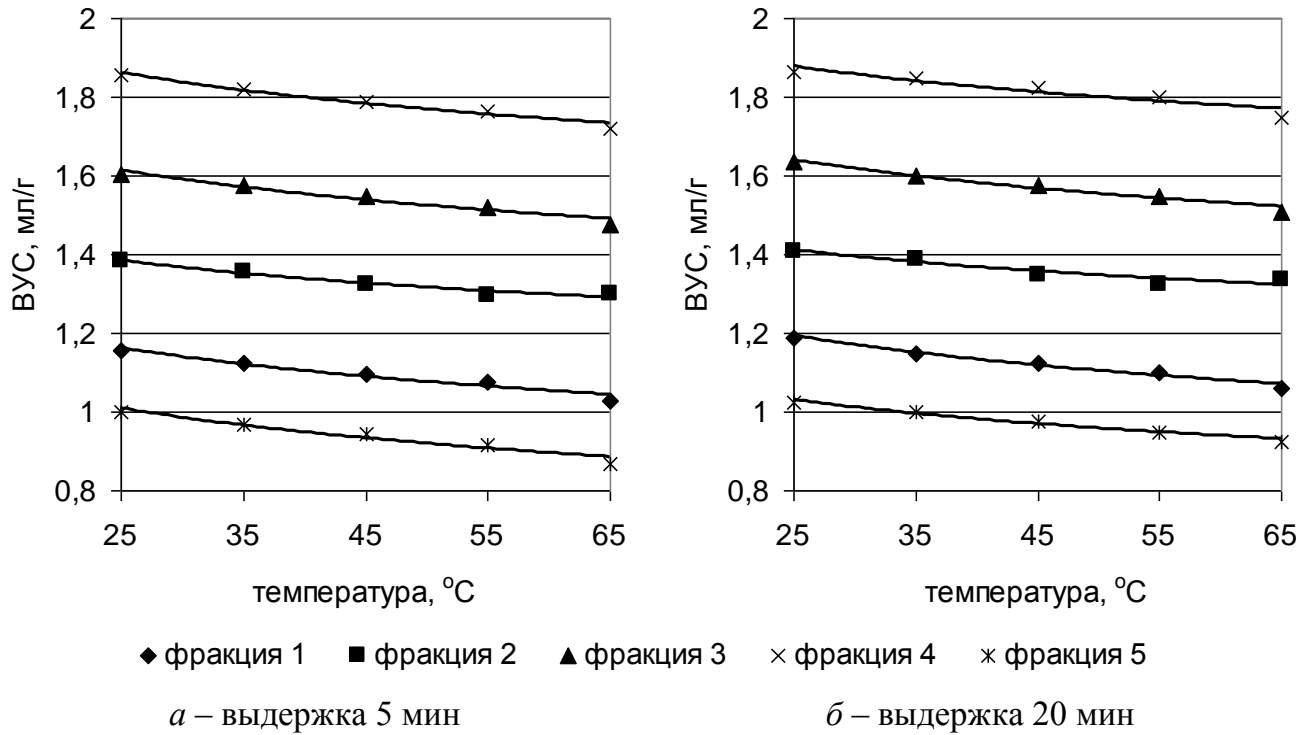 2
1,8
1,6
1,4
1,2
1
0,8
ВУС, мл/г
25 35 45 55 65
температура, °С
2
1,8
1,6
1,4
1,2
1
0,8
ВУС, мл/г
25 35 45 55 65
температура, °С
фракция 1 фракция 2 фракция 3 фракция 4 фракция 5
а – выдержка 5 мин
б – выдержка 20 мин